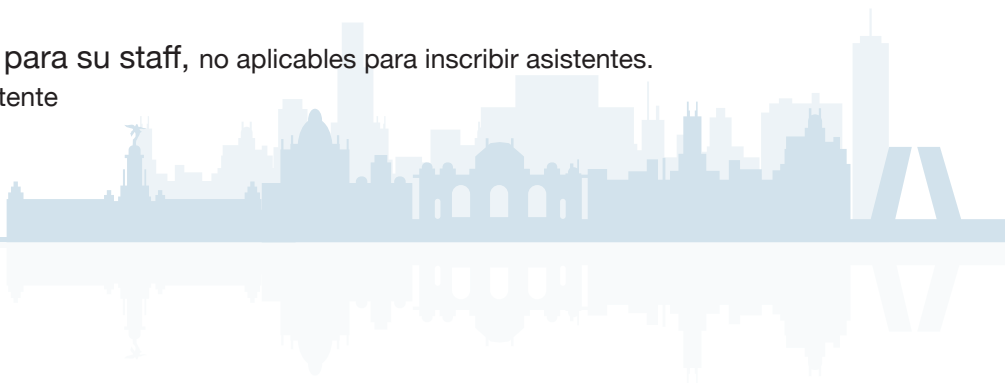 para su staff, no aplicables para inscribir asistentes.
tente